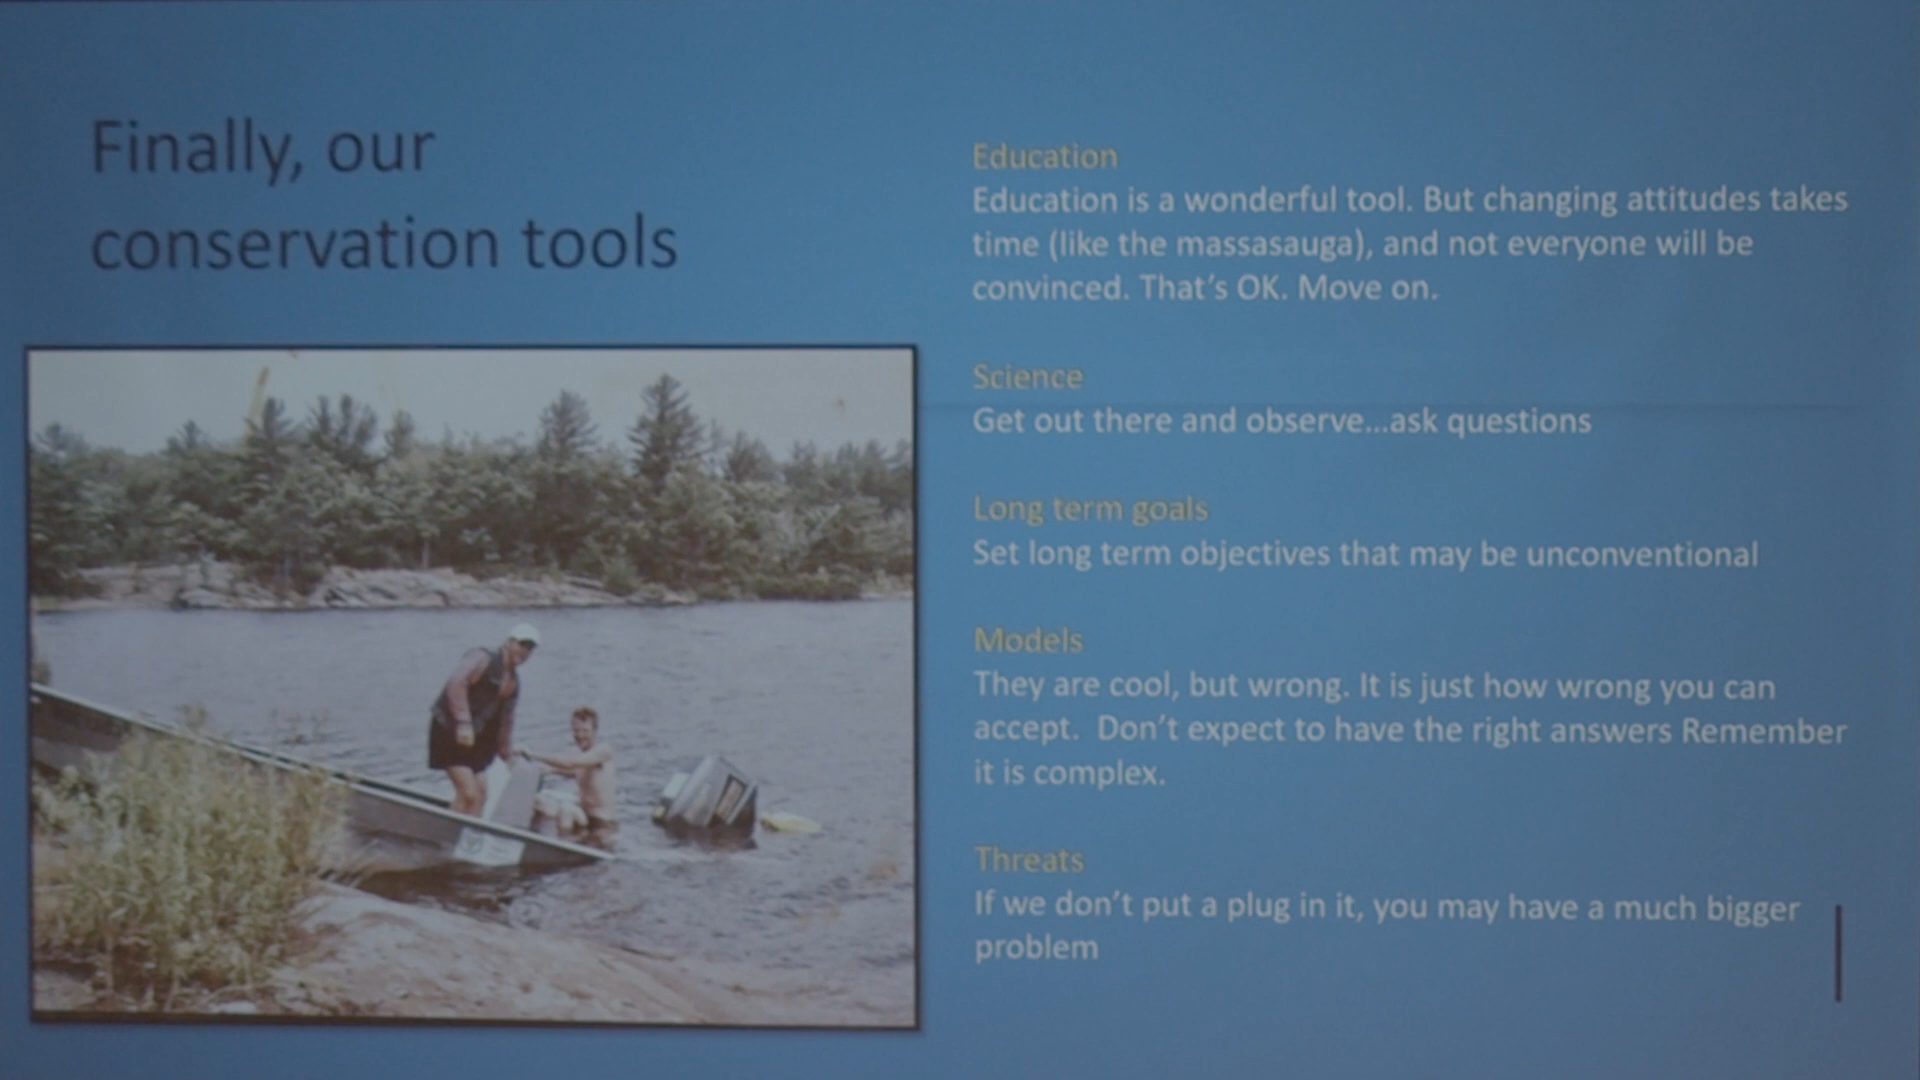 Finally, our
conservation tools
Education
Education is a wonderful tool. But changing attitudes takes
time (like the massasauga), and not everyone will be
convinced. That's OK. Move on.
Science
Get out there and observe...ask questions
Long term goals
Set long term objectives that may be unconventional
Models
They are cool, but wrong. It is just how wrong you can
accept.  Don't expect to have the right answers Remember
it is complex.
Threats
If we don't put a plug in it, you may have a much bigger
problem